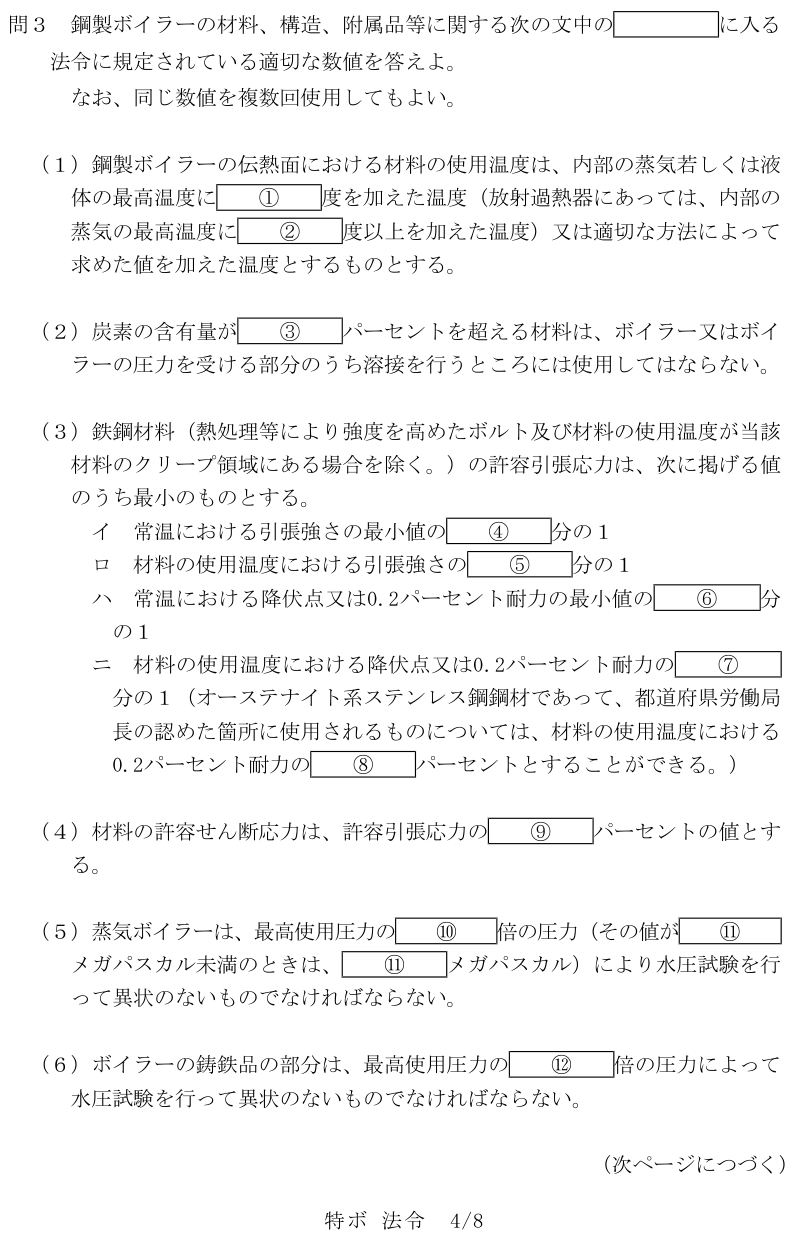 問３　鋼製ボイラーの材料、構造、附属品等に関する次の文中の　　　　に入る
法令に規定されている適切な数値を答えよ。
なお、同じ数値を複数回使用してもよい。
（１）鋼製ボイラーの伝熱面における材料の使用温度は、内部の蒸気若しくは液
体の最高温度に①度を加えた温度（放射過熱器にあっては、内部の
蒸気の最高温度に②度以上を加えた温度）又は適切な方法によって
求めた値を加えた温度とするものとする。
（２）炭素の含有量が③パーセントを超える材料は、ボイラー又はボイ
ラーの圧力を受ける部分のうち溶接を行うところには使用してはならない。
（３）鉄鋼材料（熱処理等により強度を高めたボルト及び材料の使用温度が当該
材料のクリープ領域にある場合を除く。）の許容引張応力は、次に掲げる値
のうち最小のものとする。
イ　常温における引張強さの最小値の④分の１
ロ　材料の使用温度における引張強さの⑤分の１
ハ　常温における降伏点又は0.2パーセント耐力の最小値の⑥分
の１
ニ　材料の使用温度における降伏点又は0.2パーセント耐力の⑦
分の１（オーステナイト系ステンレス鋼鋼材であって、都道府県労働局
長の認めた箇所に使用されるものについては、材料の使用温度における
0.2パーセント耐力の⑧パーセントとすることができる。）
（４）材料の許容せん断応力は、許容引張応力の⑨パーセントの値とす
る。
（５）蒸気ボイラーは、最高使用圧力の⑩倍の圧力（その値が⑪
メガパスカル未満のときは、⑪メガパスカル）により水圧試験を行
って異状のないものでなければならない。
（６）ボイラーの鋳鉄品の部分は、最高使用圧力の⑫倍の圧力によって
水圧試験を行って異状のないものでなければならない。
（次ページにつづく）
特ボ 法令　4/8